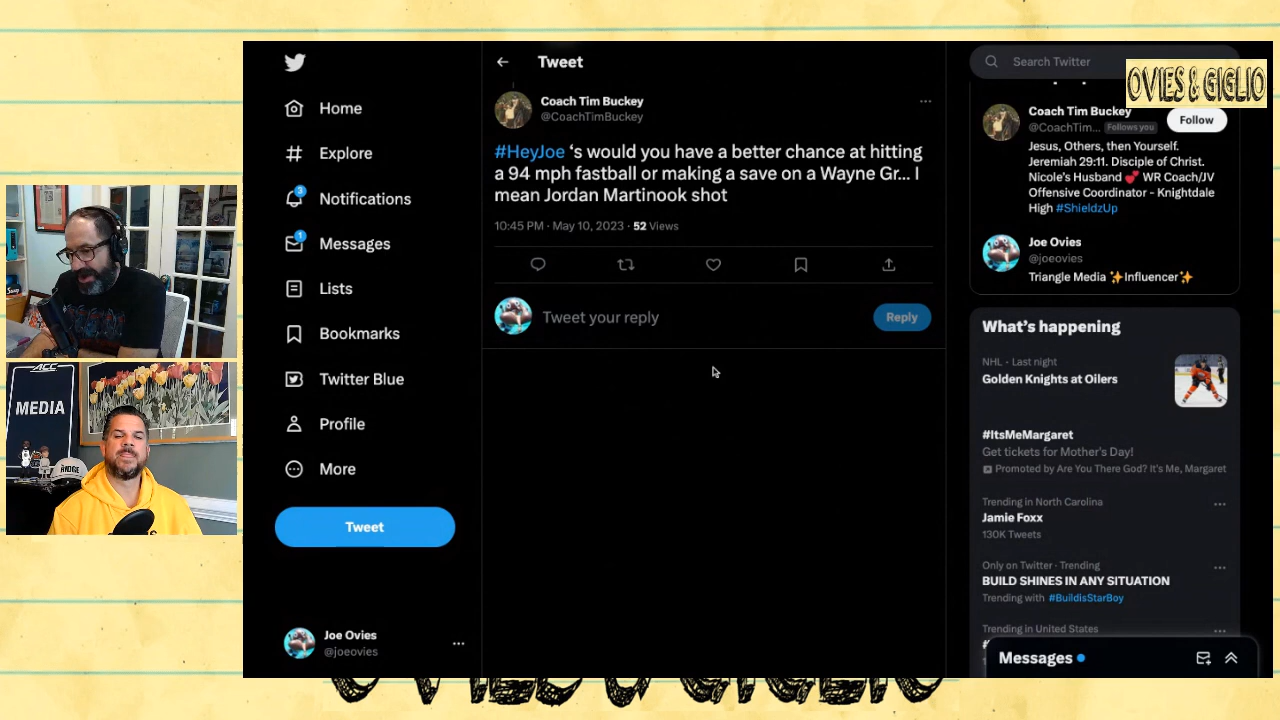 Tweet
OVIES & GIGLIO
Search Twitter
Home
Explore
3
Notifications
1
Messages
Lists
Bookmarks
Twitter Blue
Profile
More
Tweet
Joe Ovies
@joeovies
Coach Tim Buckey
@CoachTimBuckey
#HeyJoe ‘s would you have a better chance at hitting
a 94 mph fastball or making a save on a Wayne Gr... I
mean Jordan Martinook shot
10:45 PM · May 10, 2023 · 52 Views
Tweet your reply
Reply
Coach Tim Buckey
@CoachTim... Follows you
Follow
Jesus, Others, then Yourself.
Jeremiah 29:11. Disciple of Christ.
Nicole's Husband 💕 WR Coach/JV
Offensive Coordinator - Knightdale
High #ShieldzUp
Joe Ovies
@joeovies
Triangle Media ✨Influencer✨
What's happening
NHL · Last night
Golden Knights at Oilers
#ItsMeMargaret
Get tickets for Mother's Day!
Promoted by Are You There God? It's Me, Margaret
Trending in North Carolina
Jamie Foxx
130K Tweets
Only on Twitter · Trending
BUILD SHINES IN ANY SITUATION
Trending with #BuildisStarBoy
Trending in United States
Messages
ACC
MEDIA
OVIES & GIGLIO